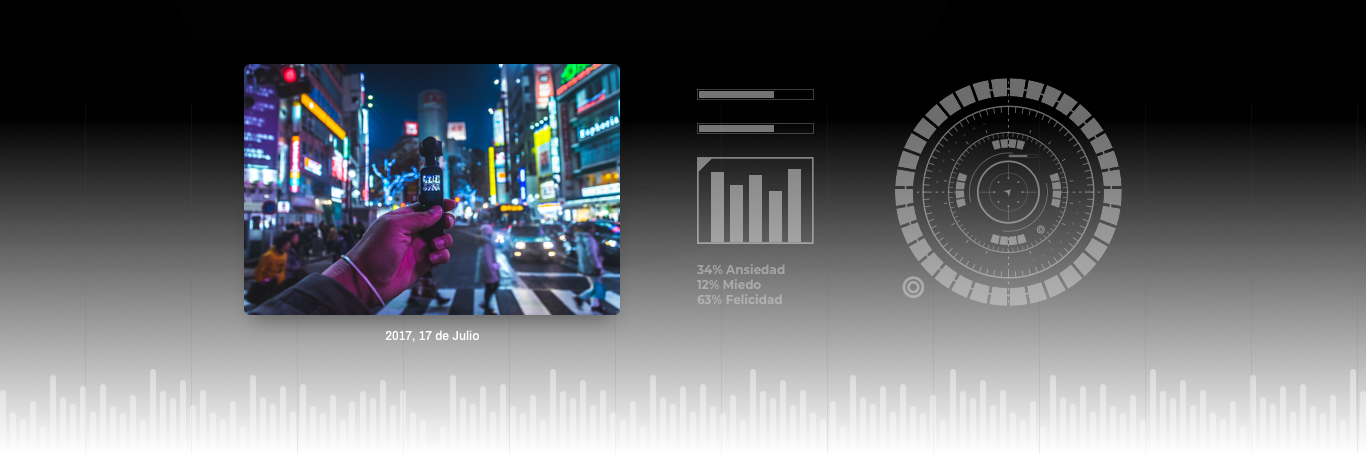 2017, 17 de Julio
34% Ansiedad
12% Miedo
63% Felicidad